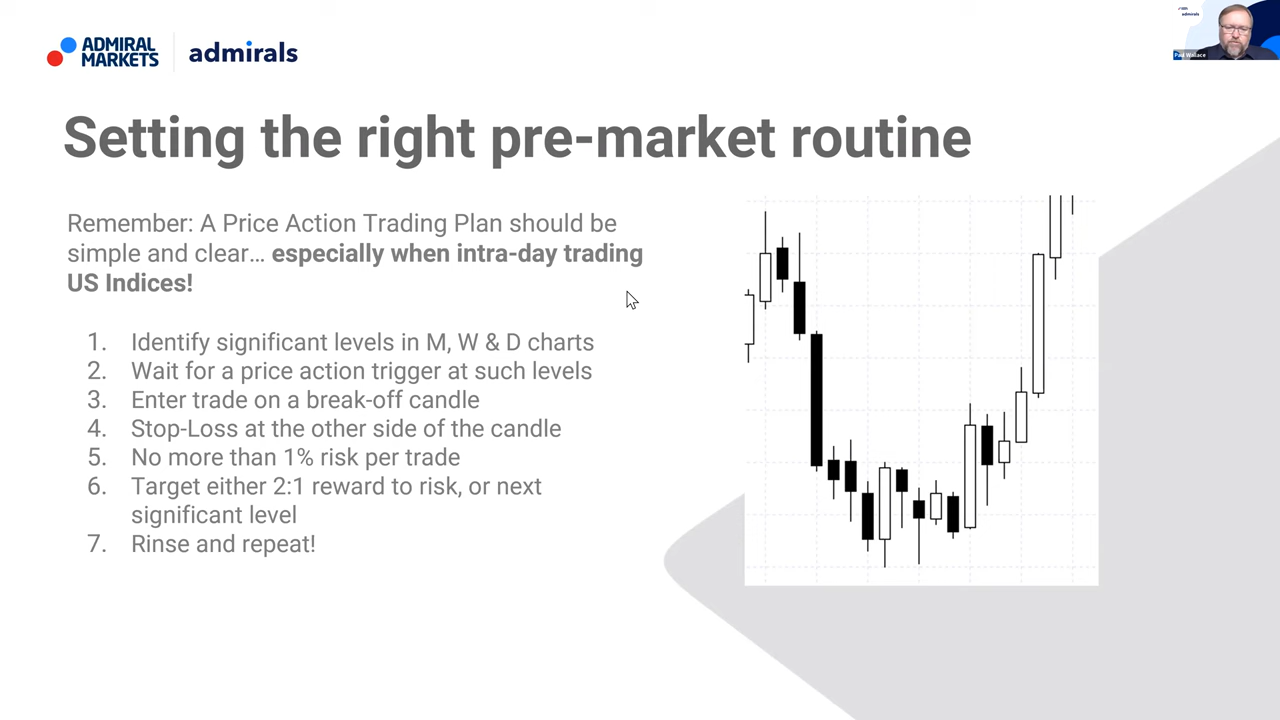 ADMIRAL
MARKETS
admirals
admirals
Paul Wallace
Setting the right pre-market routine
Remember: A Price Action Trading Plan should be
simple and clear... especially when intra-day trading
US Indices!
1. Identify significant levels in M, W & D charts
2. Wait for a price action trigger at such levels
3. Enter trade on a break-off candle
4. Stop-Loss at the other side of the candle
5. No more than 1% risk per trade
6. Target either 2:1 reward to risk, or next
significant level
7. Rinse and repeat!